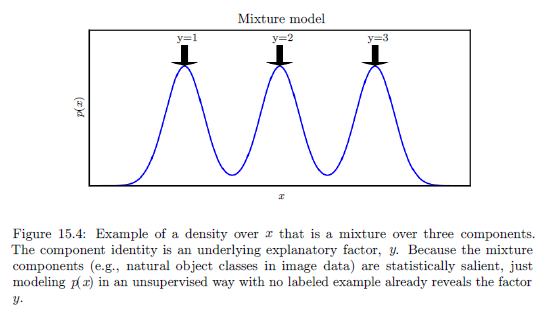 Mixture model
y=1 y=2 y=3
p(x)
x
Figure 15.4: Example of a density over x that is a mixture over three components.
The component identity is an underlying explanatory factor, y. Because the mixture
components (e.g., natural object classes in image data) are statistically salient, just
modeling p(x) in an unsupervised way with no labeled example already reveals the factor
y.